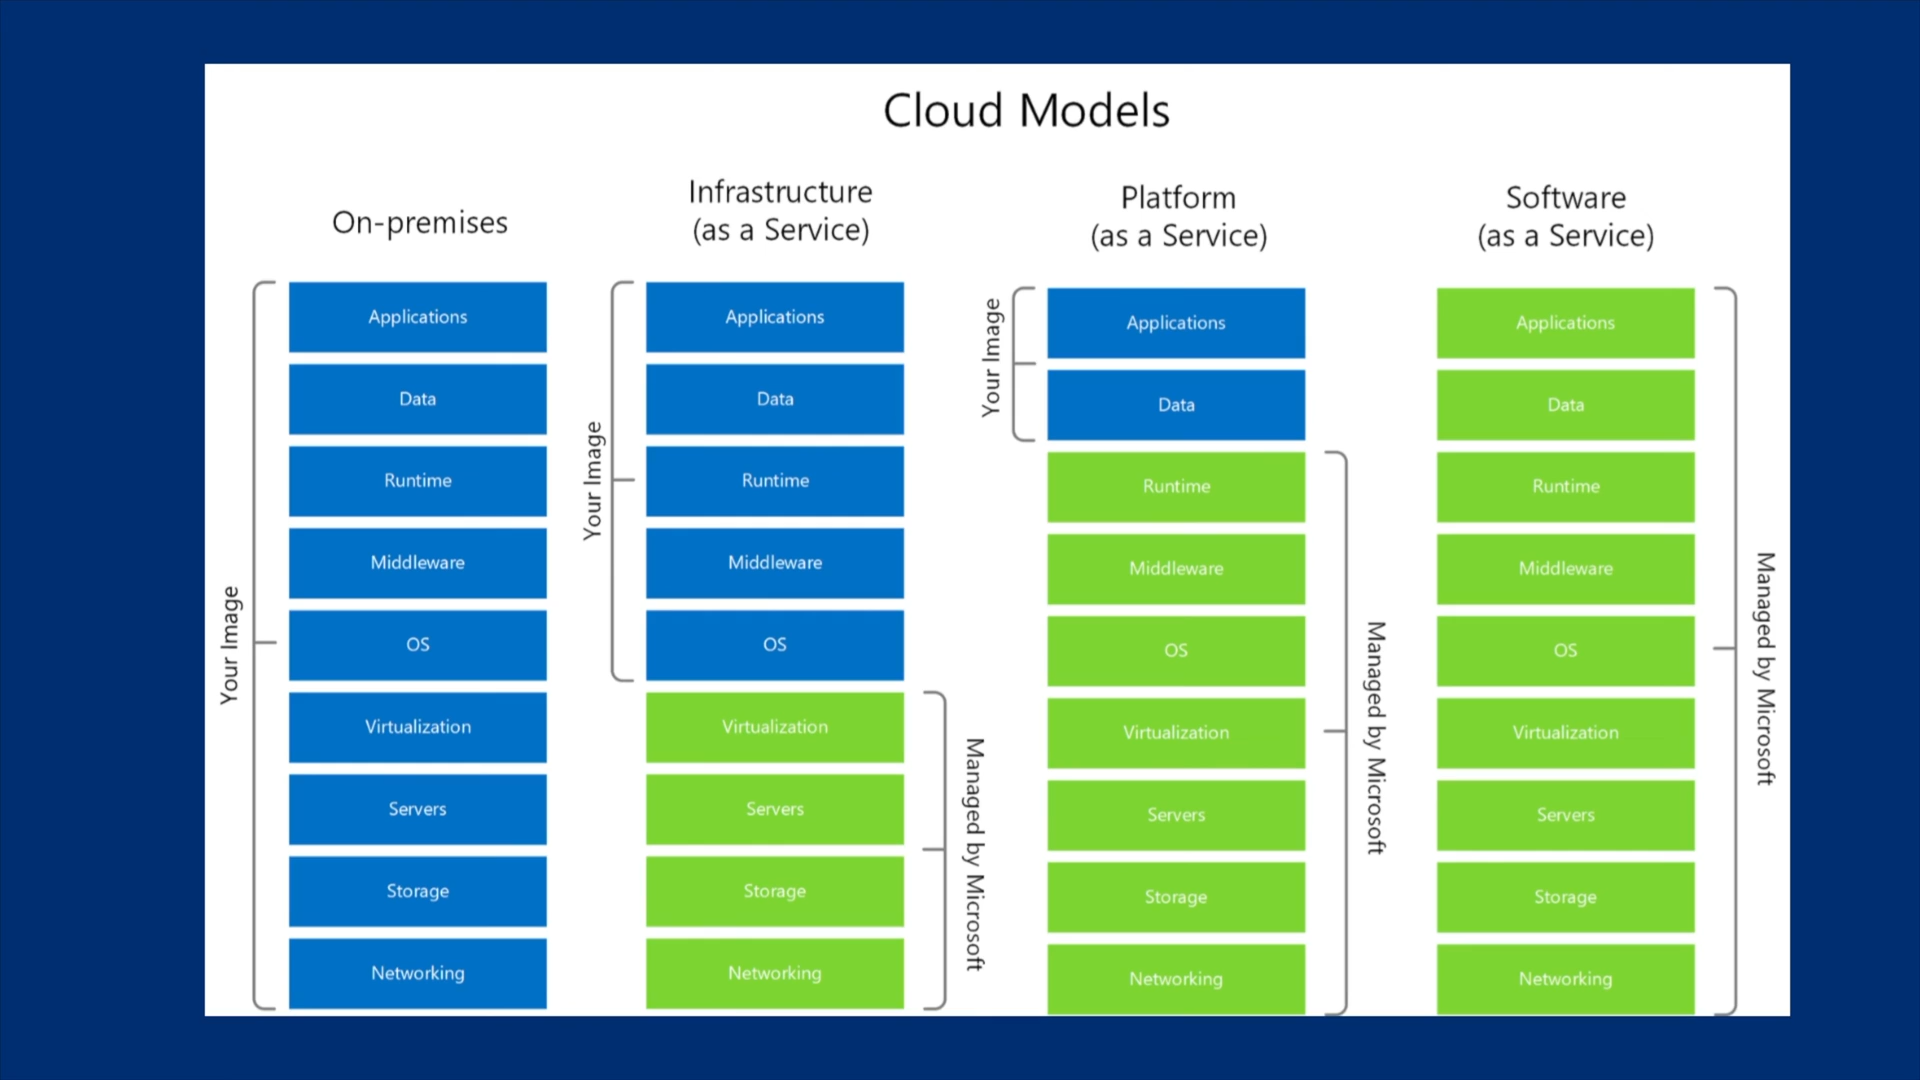 Cloud Models
On-premises
Your Image
Applications
Data
Runtime
Middleware
OS
Virtualization
Servers
Storage
Networking
Infrastructure
(as a Service)
Your Image
Applications
Data
Runtime
Middleware
OS
Virtualization
Servers
Storage
Networking
Managed by Microsoft
Platform
(as a Service)
Your Image
Applications
Data
Runtime
Middleware
OS
Virtualization
Servers
Storage
Networking
Managed by Microsoft
Software
(as a Service)
Applications
Data
Runtime
Middleware
OS
Virtualization
Servers
Storage
Networking
Managed by Microsoft